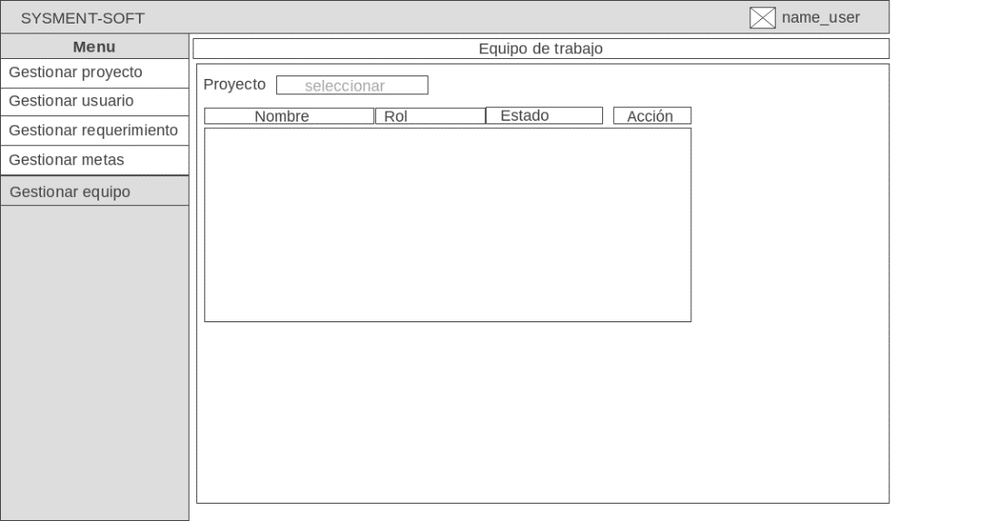 SYSMENT-SOFT
name_user
Menu
Gestionar proyecto
Gestionar usuario
Gestionar requerimiento
Gestionar metas
Gestionar equipo
Equipo de trabajo
Proyecto seleccionar
Nombre Rol Estado Acción